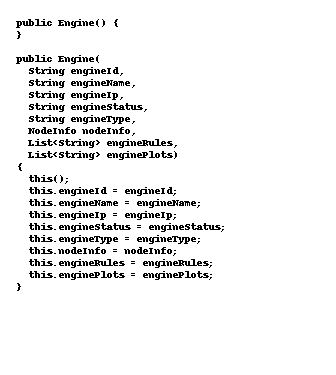 public Engine() {
}
public Engine(
String engineId,
String engineName,
String engineIp,
String engineStatus,
String engineType,
NodeInfo nodeInfo,
List<String> engineRules,
List<String> enginePlots)
{
this();
this.engineId = engineId;
this.engineName = engineName;
this.engineIp = engineIp;
this.engineStatus = engineStatus;
this.engineType = engineType;
this.nodeInfo = nodeInfo;
this.engineRules = engineRules;
this.enginePlots = enginePlots;
}